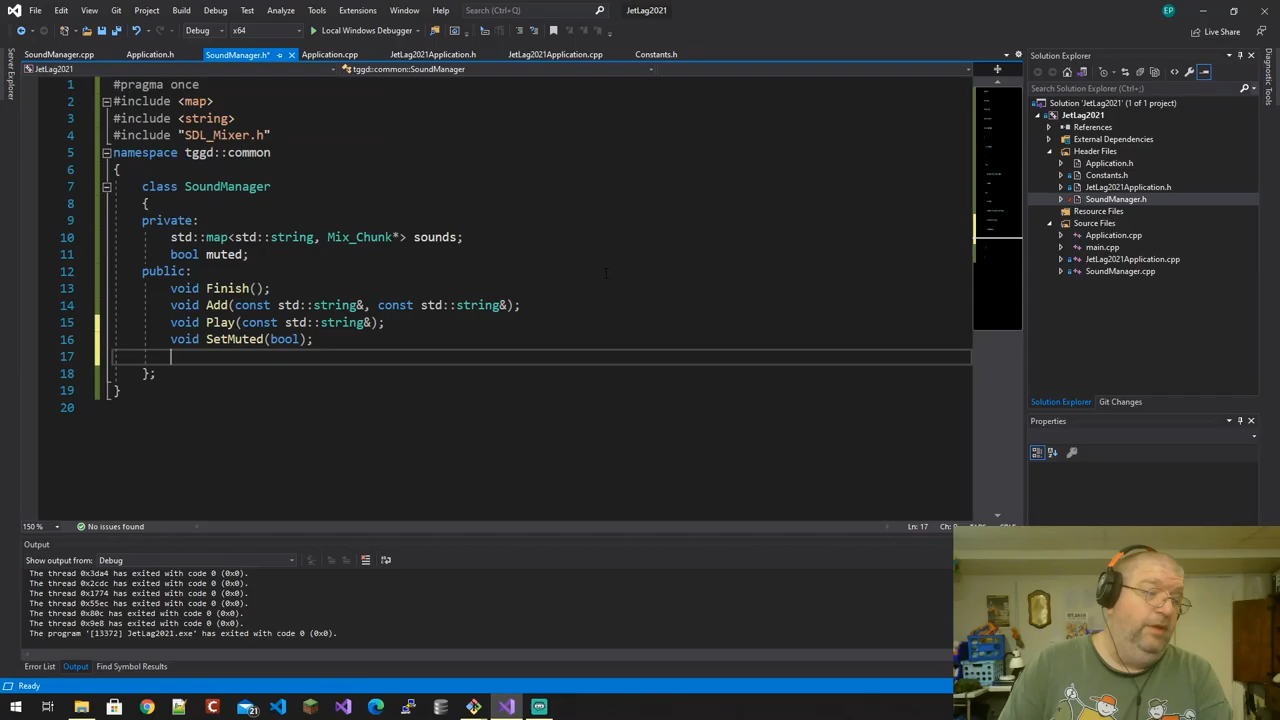 File Edit View Git Project Build Debug Test Analyze Tools Extensions Window Help Search (Ctrl+Q) JetLag2021 EP
Debug x64 Local Windows Debugger Live Share
SoundManager.cpp Application.h SoundManager.h* Application.cpp JetLag2021Application.h JetLag2021Application.cpp Constants.h
JetLag2021 tggd::common::SoundManager
Server Explorer
Diagnostic Tools
1 #pragma once
2 #include <map>
3 #include <string>
4 #include "SDL_Mixer.h"
5 namespace tggd::common
6 {
7 class SoundManager
8 {
9 private:
10 std::map<std::string, Mix_Chunk*> sounds;
11 bool muted;
12 public:
13 void Finish();
14 void Add(const std::string&, const std::string&);
15 void Play(const std::string&);
16 void SetMuted(bool);
17
18 };
19 }
20
150 % No issues found Ln: 17
Solution Explorer
Search Solution Explorer (Ctrl+;)
Solution 'JetLag2021' (1 of 1 project)
JetLag2021
References
External Dependencies
Header Files
Application.h
Constants.h
JetLag2021Application.h
SoundManager.h
Resource Files
Source Files
Application.cpp
main.cpp
JetLag2021Application.cpp
SoundManager.cpp
Solution Explorer Git Changes
Properties
Output
Show output from: Debug
The thread 0x3da4 has exited with code 0 (0x0).
The thread 0x2cdc has exited with code 0 (0x0).
The thread 0x1774 has exited with code 0 (0x0).
The thread 0x55ec has exited with code 0 (0x0).
The thread 0x80c has exited with code 0 (0x0).
The thread 0x9e8 has exited with code 0 (0x0).
The program '[13372] JetLag2021.exe' has exited with code 0 (0x0).
Error List Output Find Symbol Results
Ready
21